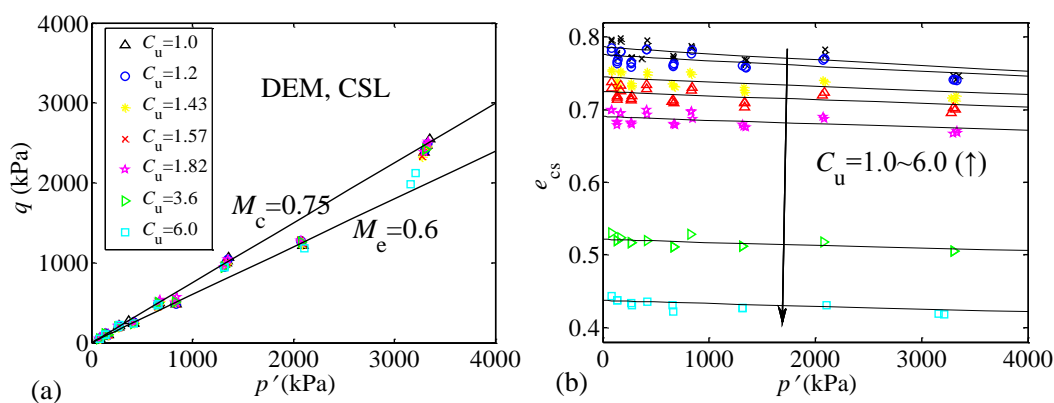 4000
3000
2000
1000
0
q (kPa)
C_u=1.0
C_u=1.2
C_u=1.43
C_u=1.57
C_u=1.82
C_u=3.6
C_u=6.0
DEM, CSL
M_c=0.75
M_e=0.6
0 1000 2000 3000 4000
p′(kPa)
(a)
0.8
0.7
0.6
0.5
0.4
e_cs
C_u=1.0~6.0 (↑)
0 1000 2000 3000 4000
p′(kPa)
(b)